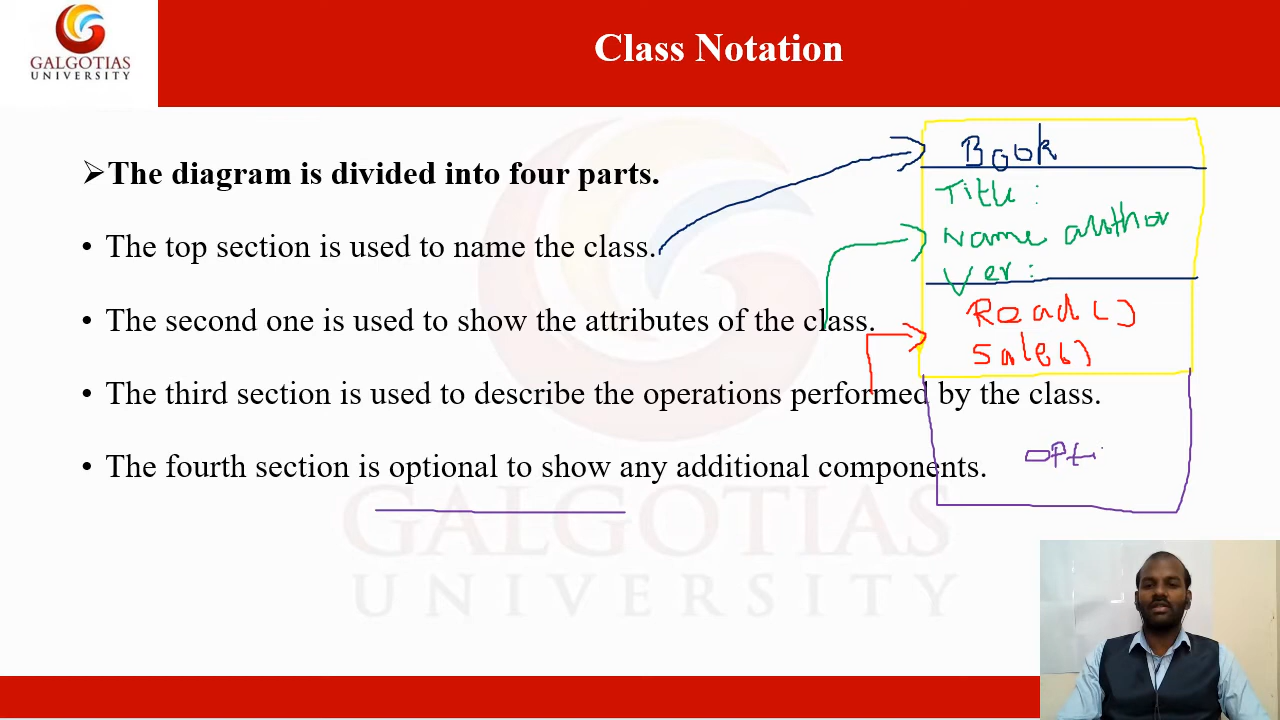 GALGOTIAS
UNIVERSITY
Class Notation
The diagram is divided into four parts.
• The top section is used to name the class.
• The second one is used to show the attributes of the class.
• The third section is used to describe the operations performed by the class.
• The fourth section is optional to show any additional components.
Book
Title :
Name author
Ver :
Read ()
Sales()
opti
GALGOTIAS
UNIVERSITY